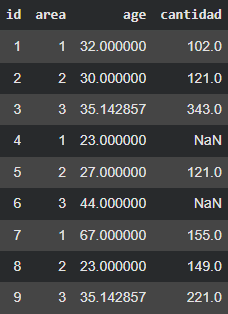 id area age cantidad
1 1 32.000000 102.0
2 2 30.000000 121.0
3 3 35.142857 343.0
4 1 23.000000 NaN
5 2 27.000000 121.0
6 3 44.000000 NaN
7 1 67.000000 155.0
8 2 23.000000 149.0
9 3 35.142857 221.0